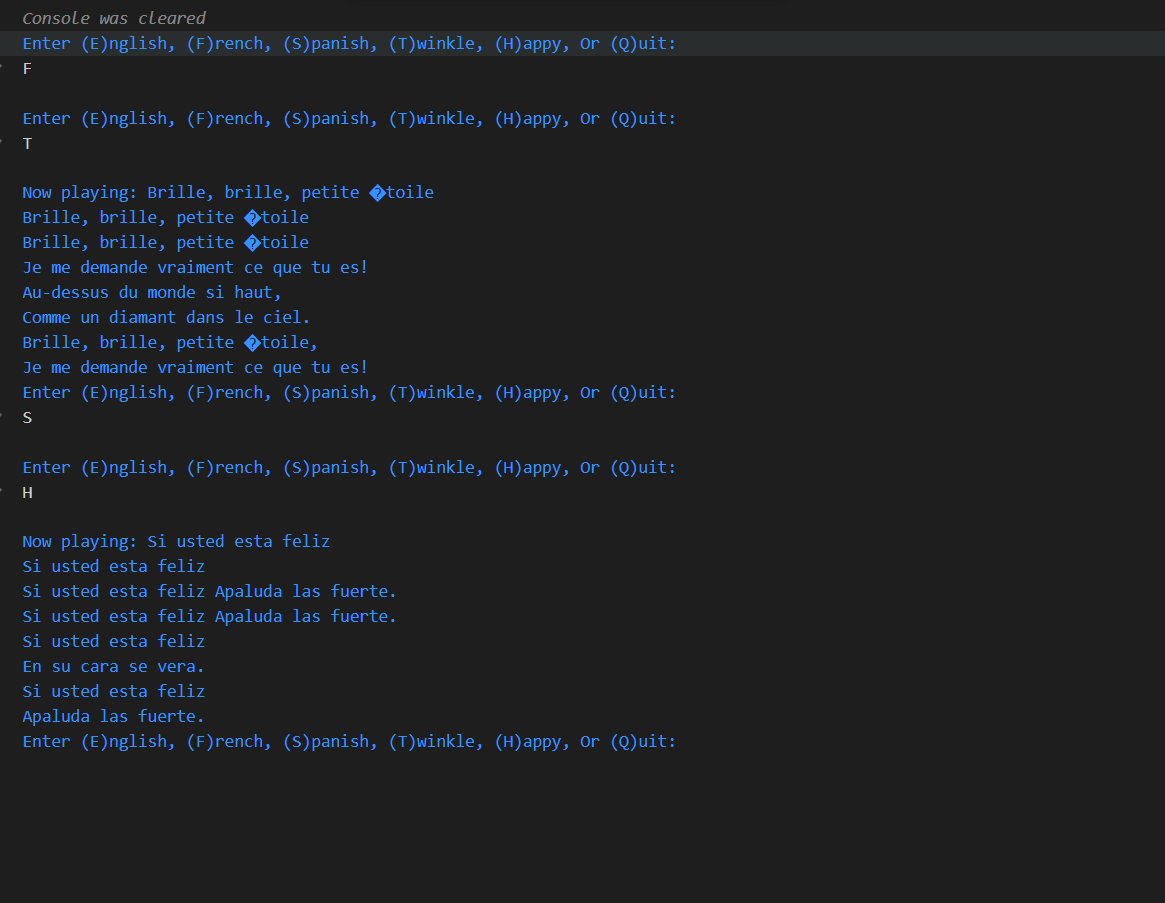 Console was cleared
Enter (E)nglish, (F)rench, (S)panish, (T)winkle, (H)appy, Or (Q)uit:
F
Enter (E)nglish, (F)rench, (S)panish, (T)winkle, (H)appy, Or (Q)uit:
T
Now playing: Brille, brille, petite �toile
Brille, brille, petite �toile
Brille, brille, petite �toile
Je me demande vraiment ce que tu es!
Au-dessus du monde si haut,
Comme un diamant dans le ciel.
Brille, brille, petite �toile,
Je me demande vraiment ce que tu es!
Enter (E)nglish, (F)rench, (S)panish, (T)winkle, (H)appy, Or (Q)uit:
S
Enter (E)nglish, (F)rench, (S)panish, (T)winkle, (H)appy, Or (Q)uit:
H
Now playing: Si usted esta feliz
Si usted esta feliz
Si usted esta feliz Apaluda las fuerte.
Si usted esta feliz Apaluda las fuerte.
Si usted esta feliz
En su cara se vera.
Si usted esta feliz
Apaluda las fuerte.
Enter (E)nglish, (F)rench, (S)panish, (T)winkle, (H)appy, Or (Q)uit: